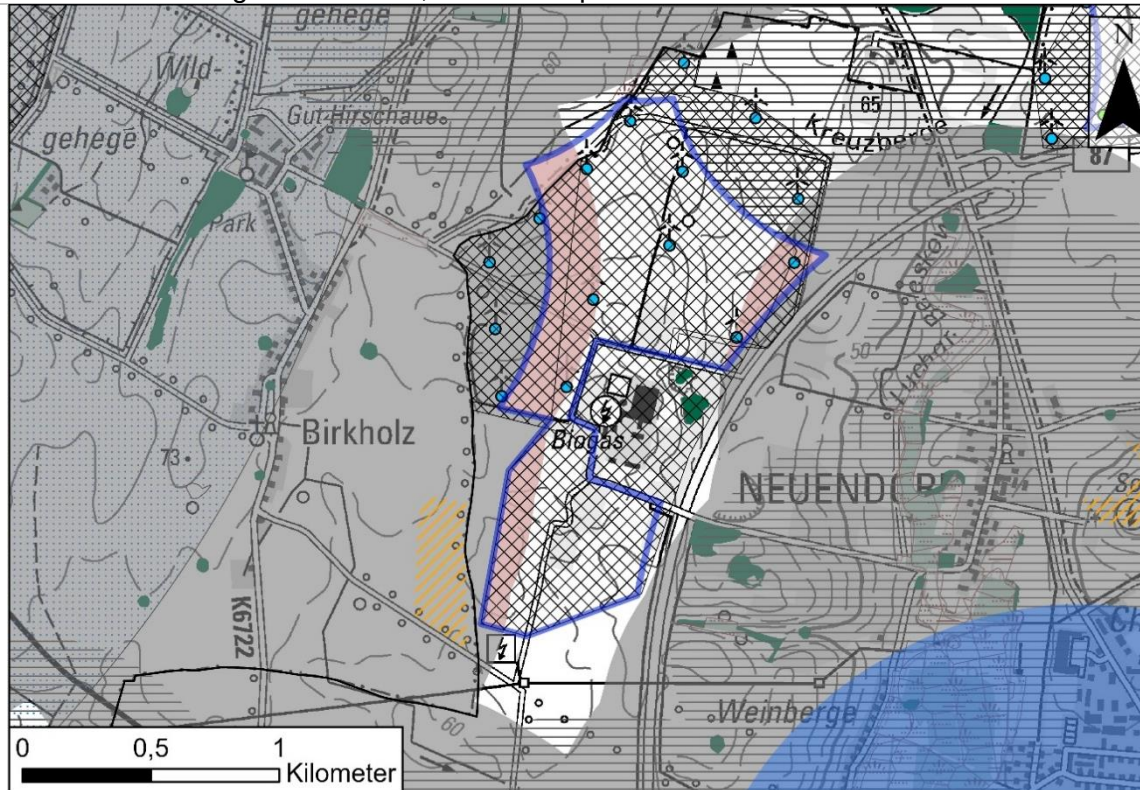 gehege
Wild-
gehege
Gut Hirschaue
Park
60
65
Kreuzberge
N
87
50
Birkholz
73
Biogas
NEUENDORF
K6722
Weinberge
60
0 0,5 1
Kilometer